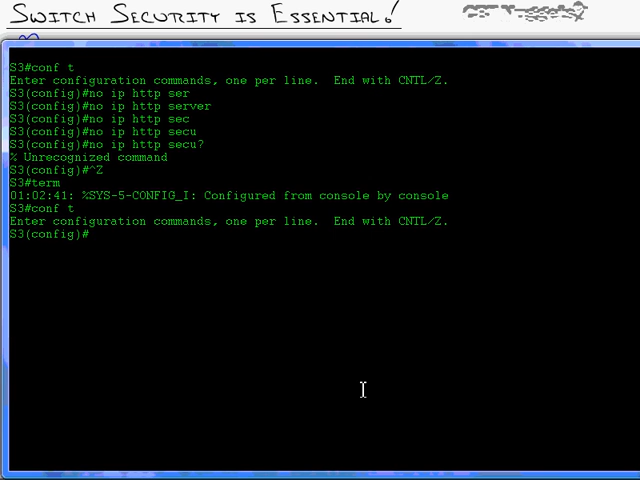 Switch Security is Essential!
S3#conf t
Enter configuration commands, one per line.  End with CNTL/Z.
S3(config)#no ip http ser
S3(config)#no ip http server
S3(config)#no ip http sec
S3(config)#no ip http secu
S3(config)#no ip http secu?
% Unrecognized command
S3(config)#^Z
S3#term
01:02:41: %SYS-5-CONFIG_I: Configured from console by console
S3#conf t
Enter configuration commands, one per line.  End with CNTL/Z.
S3(config)#